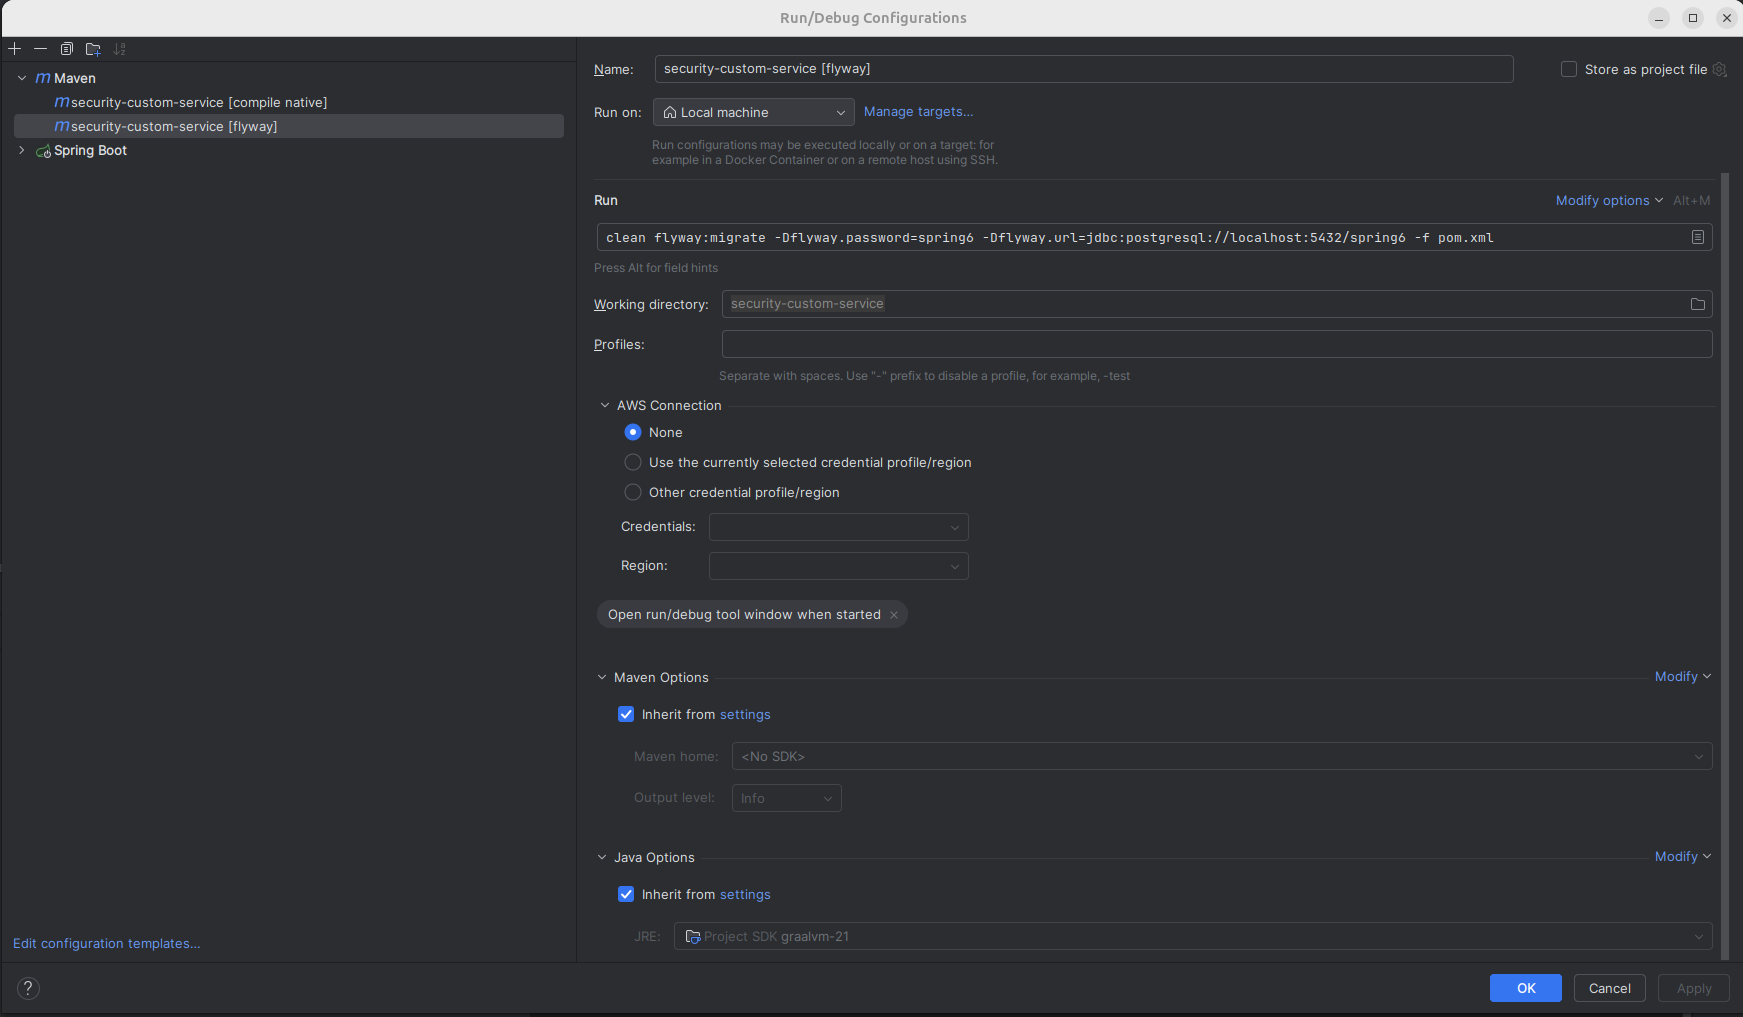 Run/Debug Configurations
Maven
security-custom-service [compile native]
security-custom-service [flyway]
Spring Boot
Edit configuration templates...
Name: security-custom-service [flyway] Store as project file
Run on: Local machine Manage targets...
Run configurations may be executed locally or on a target: for
example in a Docker Container or on a remote host using SSH.
Run Modify options Alt+M
clean flyway:migrate -Dflyway.password=spring6 -Dflyway.url=jdbc:postgresql://localhost:5432/spring6 -f pom.xml
Press Alt for field hints
Working directory: security-custom-service
Profiles:
Separate with spaces. Use "-" prefix to disable a profile, for example, -test
AWS Connection
None
Use the currently selected credential profile/region
Other credential profile/region
Credentials:
Region:
Open run/debug tool window when started
Maven Options Modify
Inherit from settings
Maven home: <No SDK>
Output level: Info
Java Options Modify
Inherit from settings
JRE: Project SDK graalvm-21
? OK Cancel Apply